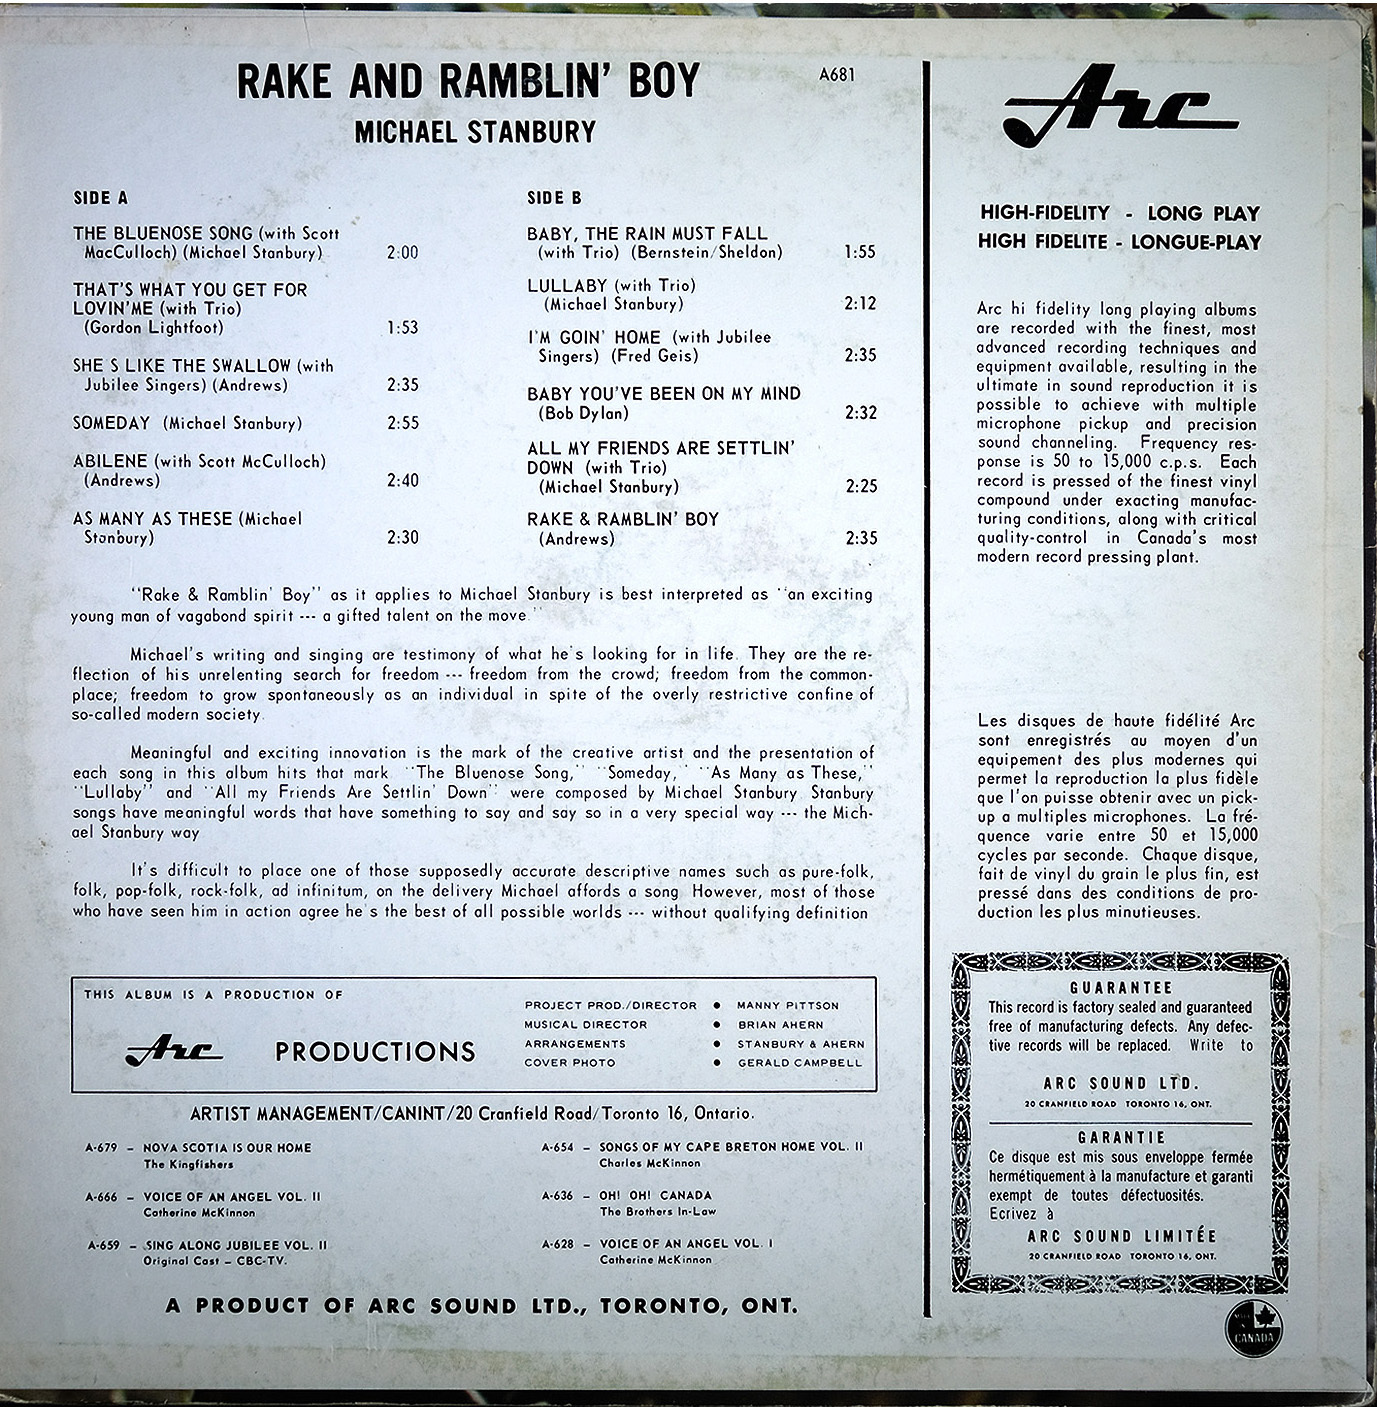 RAKE AND RAMBLIN' BOY
A681
MICHAEL STANBURY
SIDE A
THE BLUENOSE SONG (with Scott
MacCulloch) (Michael Stanbury) 2:00
THAT'S WHAT YOU GET FOR
LOVIN'ME (with Trio)
(Gordon Lightfoot) 1:53
SHE S LIKE THE SWALLOW (with
Jubilee Singers) (Andrews) 2:35
SOMEDAY (Michael Stanbury) 2:55
ABILENE (with Scott McCulloch)
(Andrews) 2:40
AS MANY AS THESE (Michael
Stanbury) 2:30
SIDE B
BABY, THE RAIN MUST FALL
(with Trio) (Bernstein/Sheldon) 1:55
LULLABY (with Trio)
(Michael Stanbury) 2:12
I'M GOIN' HOME (with Jubilee
Singers) (Fred Geis) 2:35
BABY YOU'VE BEEN ON MY MIND
(Bob Dylan) 2:32
ALL MY FRIENDS ARE SETTLIN'
DOWN (with Trio)
(Michael Stanbury) 2:25
RAKE & RAMBLIN' BOY
(Andrews) 2:35
"Rake & Ramblin' Boy" as it applies to Michael Stanbury is best interpreted as "an exciting
young man of vagabond spirit --- a gifted talent on the move"
Michael's writing and singing are testimony of what he's looking for in life. They are the re-
flection of his unrelenting search for freedom --- freedom from the crowd; freedom from the common-
place; freedom to grow spontaneously as an individual in spite of the overly restrictive confine of
so-called modern society.
Meaningful and exciting innovation is the mark of the creative artist and the presentation of
each song in this album hits that mark "The Bluenose Song," "Someday," "As Many as These,"
"Lullaby" and "All my Friends Are Settlin' Down" were composed by Michael Stanbury Stanbury
songs have meaningful words that have something to say and say so in a very special way --- the Mich-
ael Stanbury way
It's difficult to place one of those supposedly accurate descriptive names such as pure-folk,
folk, pop-folk, rock-folk, ad infinitum, on the delivery Michael affords a song However, most of those
who have seen him in action agree he's the best of all possible worlds --- without qualifying definition
THIS ALBUM IS A PRODUCTION OF
Arc PRODUCTIONS
PROJECT PROD./DIRECTOR • MANNY PITTSON
MUSICAL DIRECTOR • BRIAN AHERN
ARRANGEMENTS • STANBURY & AHERN
COVER PHOTO • GERALD CAMPBELL
ARTIST MANAGEMENT/CANINT/20 Cranfield Road/Toronto 16, Ontario.
A-679 – NOVA SCOTIA IS OUR HOME
The Kingfishers
A-666 – VOICE OF AN ANGEL VOL. II
Catherine McKinnon
A-659 – SING ALONG JUBILEE VOL. II
Original Cast – CBC-TV.
A-654 – SONGS OF MY CAPE BRETON HOME VOL. II
Charles McKinnon
A-636 – OH! OH! CANADA
The Brothers In-Law
A-628 – VOICE OF AN ANGEL VOL. I
Catherine McKinnon
A PRODUCT OF ARC SOUND LTD., TORONTO, ONT.
Arc
HIGH-FIDELITY - LONG PLAY
HIGH FIDELITE - LONGUE-PLAY
Arc hi fidelity long playing albums
are recorded with the finest, most
advanced recording techniques and
equipment available, resulting in the
ultimate in sound reproduction it is
possible to achieve with multiple
microphone pickup and precision
sound channeling. Frequency res-
ponse is 50 to 15,000 c.p.s. Each
record is pressed of the finest vinyl
compound under exacting manufac-
turing conditions, along with critical
quality-control in Canada's most
modern record pressing plant.
Les disques de haute fidélité Arc
sont enregistrés au moyen d'un
equipement des plus modernes qui
permet la reproduction la plus fidèle
que l'on puisse obtenir avec un pick-
up a multiples microphones. La fré-
quence varie entre 50 et 15,000
cycles par seconde. Chaque disque,
fait de vinyl du grain le plus fin, est
pressé dans des conditions de pro-
duction les plus minutieuses.
GUARANTEE
This record is factory sealed and guaranteed
free of manufacturing defects. Any defec-
tive records will be replaced. Write to
ARC SOUND LTD.
20 CRANFIELD ROAD TORONTO 16, ONT.
GARANTIE
Ce disque est mis sous enveloppe fermée
hermétiquement à la manufacture et garanti
exempt de toutes défectuosités.
Ecrivez à
ARC SOUND LIMITÉE
20 CRANFIELD ROAD TORONTO 16, ONT.
CANADA